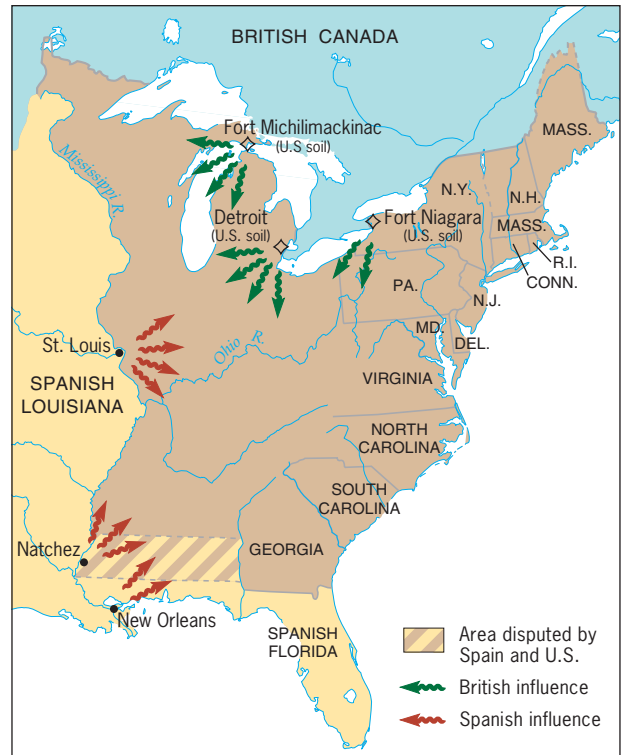 BRITISH CANADA
Fort Michilimackinac
(U.S soil)
MASS.
Mississippi R.
N.Y.
N.H.
Detroit
(U.S. soil)
Fort Niagara
(U.S. soil)
MASS.
R.I.
CONN.
PA.
N.J.
MD.
DEL.
St. Louis
Ohio R.
VIRGINIA
SPANISH
LOUISIANA
NORTH
CAROLINA
SOUTH
CAROLINA
Natchez
GEORGIA
New Orleans
SPANISH
FLORIDA
Area disputed by
Spain and U.S.
British influence
Spanish influence